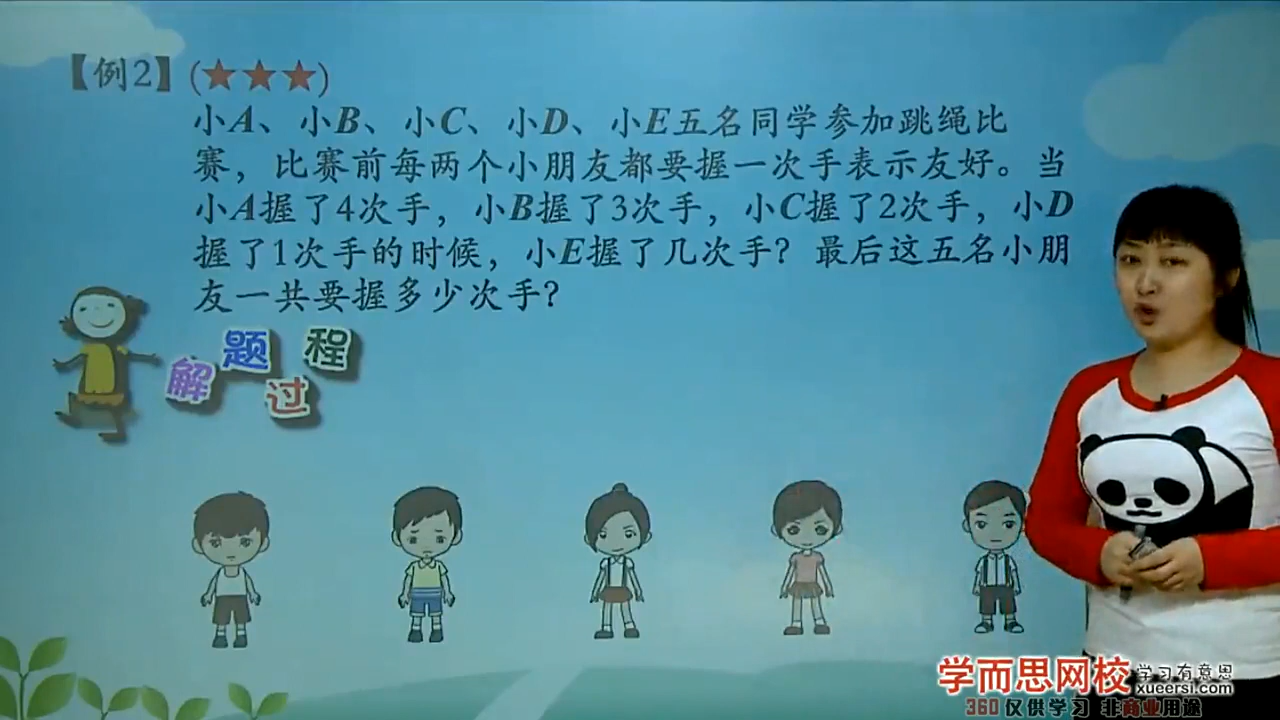 【例2】(★★★)
小A、小B、小C、小D、小E五名同学参加跳绳比
赛，比赛前每两个小朋友都要握一次手表示友好。当
小A握了4次手，小B握了3次手，小C握了2次手，小D
握了1次手的时候，小E握了几次手？最后这五名小朋
友一共要握多少次手？
解题过程
学而思网校 学习有意思
xueersi.com
360仅供学习 非商业用途